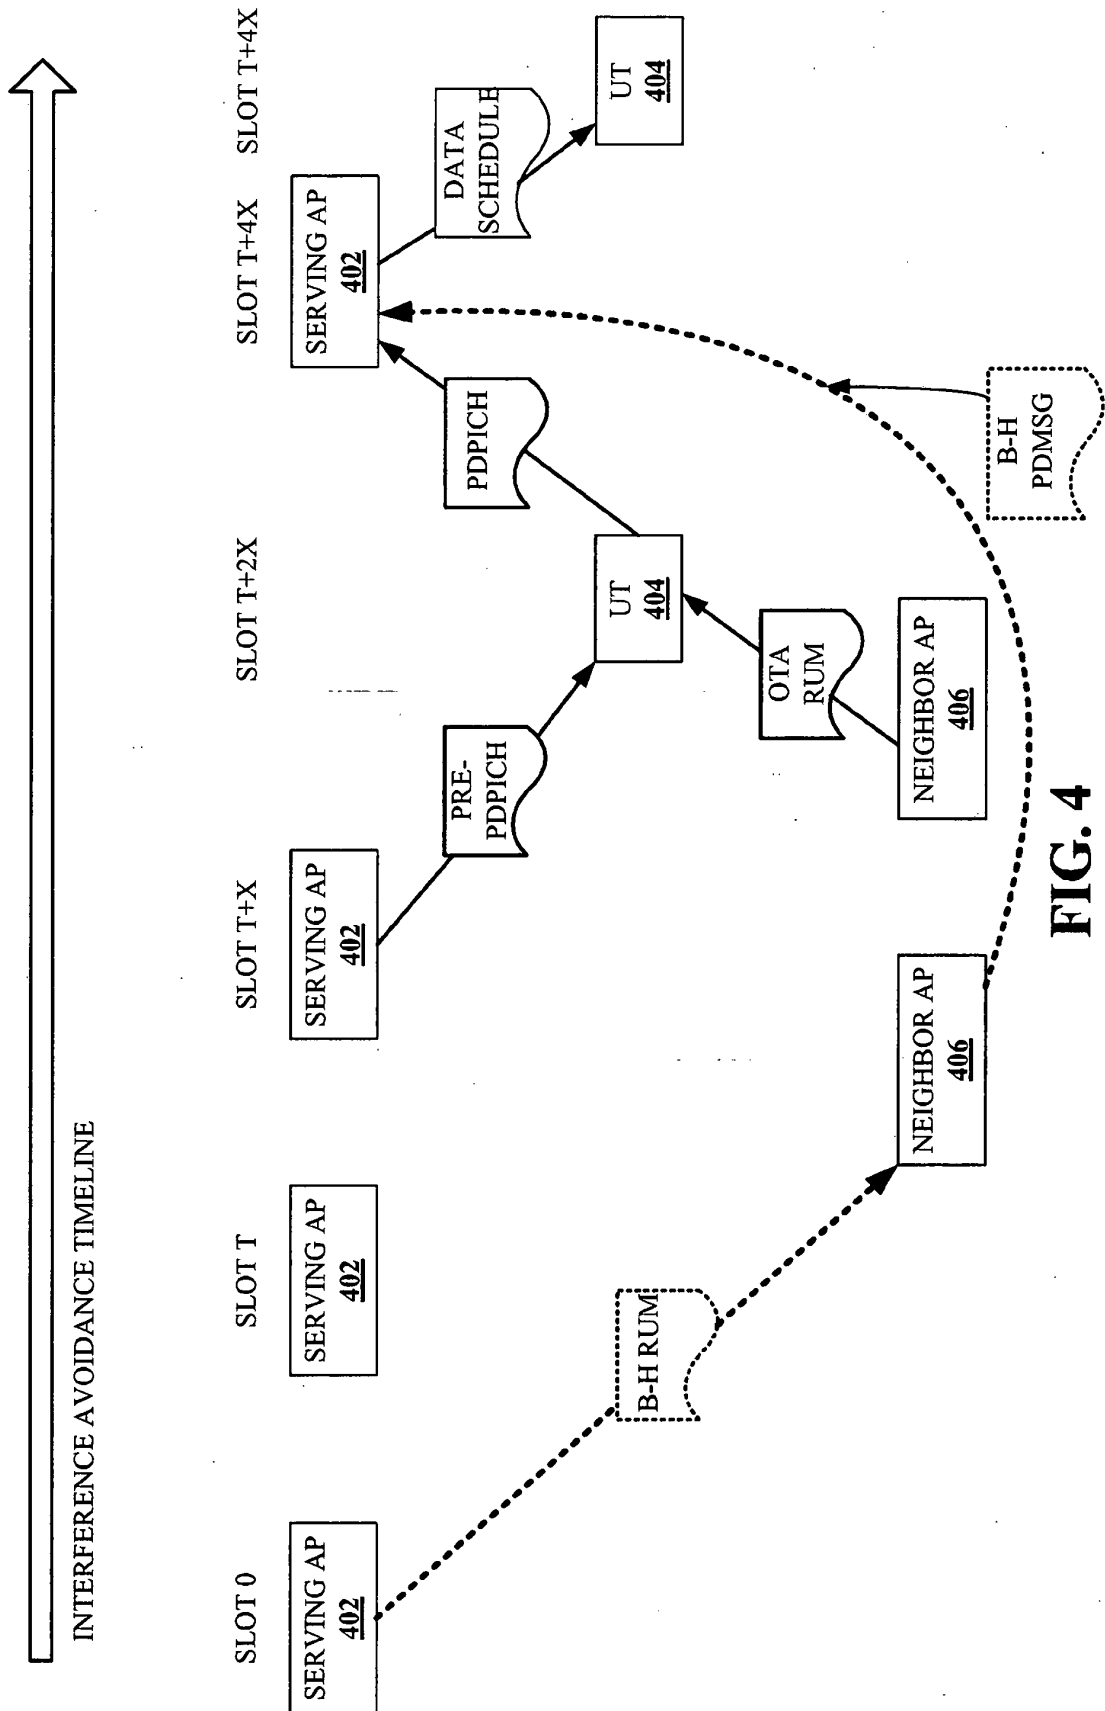 INTERFERENCE AVOIDANCE TIMELINE
SLOT 0
SLOT T
SLOT T+X
SLOT T+2X
SLOT T+4X
SLOT T+4X
SERVING AP
402
SERVING AP
402
SERVING AP
402
SERVING AP
402
PRE-
PDPICH
PDPICH
DATA
SCHEDULE
B-H RUM
UT
404
UT
404
OTA
RUM
NEIGHBOR AP
406
NEIGHBOR AP
406
B-H
PDMSG
FIG. 4